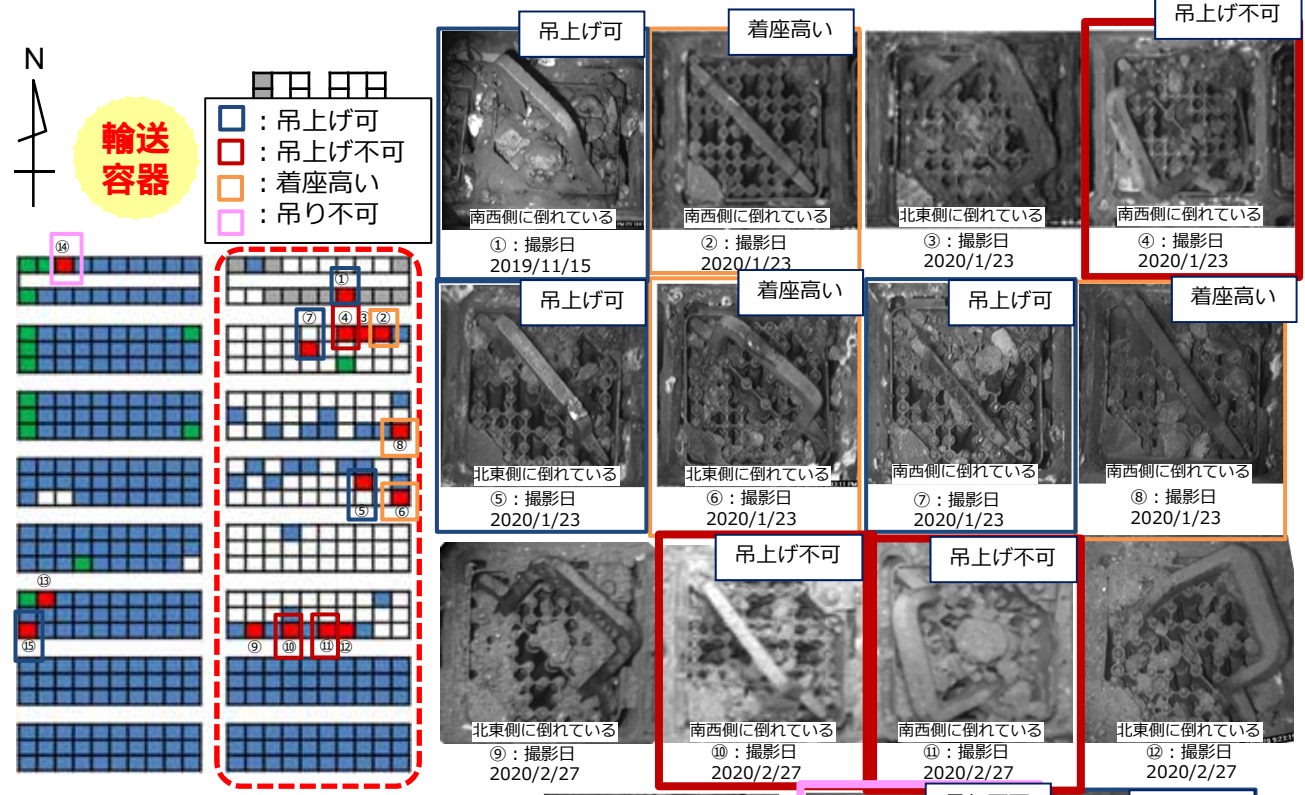 N
輸送
容器
：吊上げ可
：吊上げ不可
：着座高い
：吊り不可
⑭
①
⑦
④
③
②
⑧
⑤
⑥
⑬
⑮
⑨
⑩
⑪
⑫
吊上げ可
南西側に倒れている
①：撮影日
2019/11/15
着座高い
南西側に倒れている
②：撮影日
2020/1/23
北東側に倒れている
③：撮影日
2020/1/23
吊上げ不可
南西側に倒れている
④：撮影日
2020/1/23
吊上げ可
北東側に倒れている
⑤：撮影日
2020/1/23
着座高い
北東側に倒れている
⑥：撮影日
2020/1/23
吊上げ可
南西側に倒れている
⑦：撮影日
2020/1/23
着座高い
南西側に倒れている
⑧：撮影日
2020/1/23
北東側に倒れている
⑨：撮影日
2020/2/27
吊上げ不可
南西側に倒れている
⑩：撮影日
2020/2/27
吊上げ不可
南西側に倒れている
⑪：撮影日
2020/2/27
北東側に倒れている
⑫：撮影日
2020/2/27